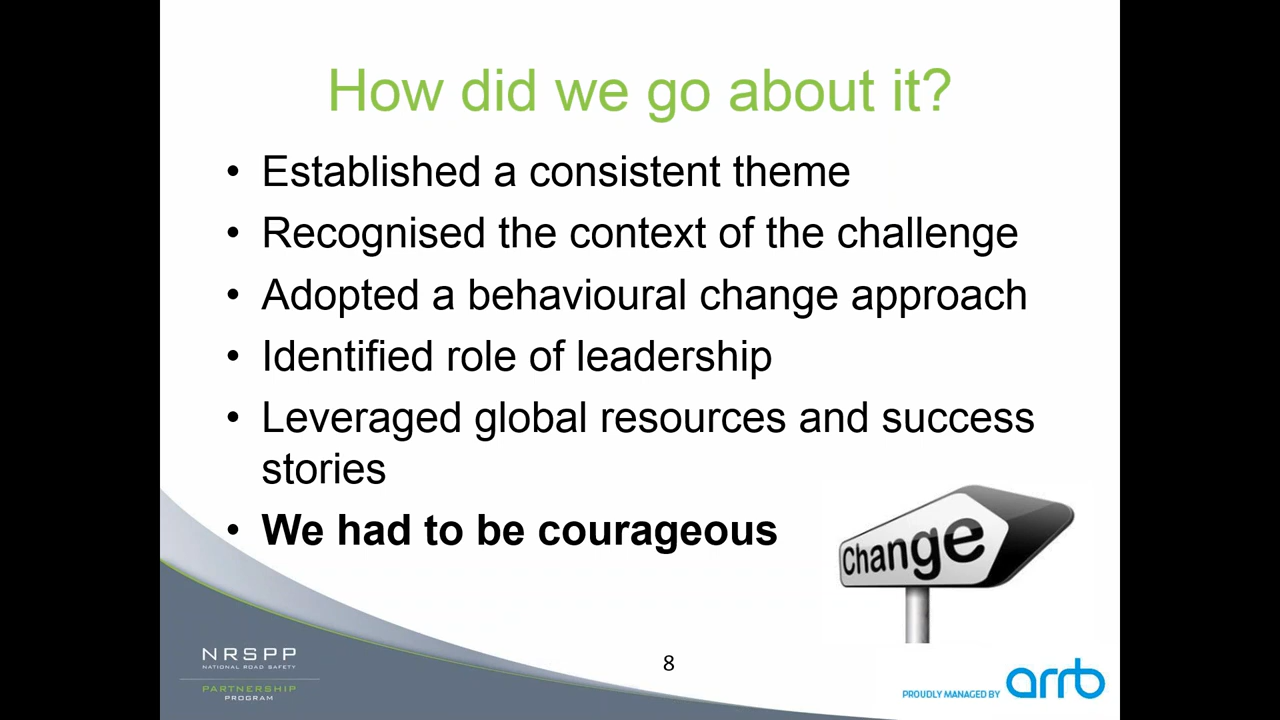 How did we go about it?
• Established a consistent theme
• Recognised the context of the challenge
• Adopted a behavioural change approach
• Identified role of leadership
• Leveraged global resources and success
stories
• We had to be courageous
Change
NRSPP
NATIONAL ROAD SAFETY
PARTNERSHIP
PROGRAM
8
PROUDLY MANAGED BY arrb